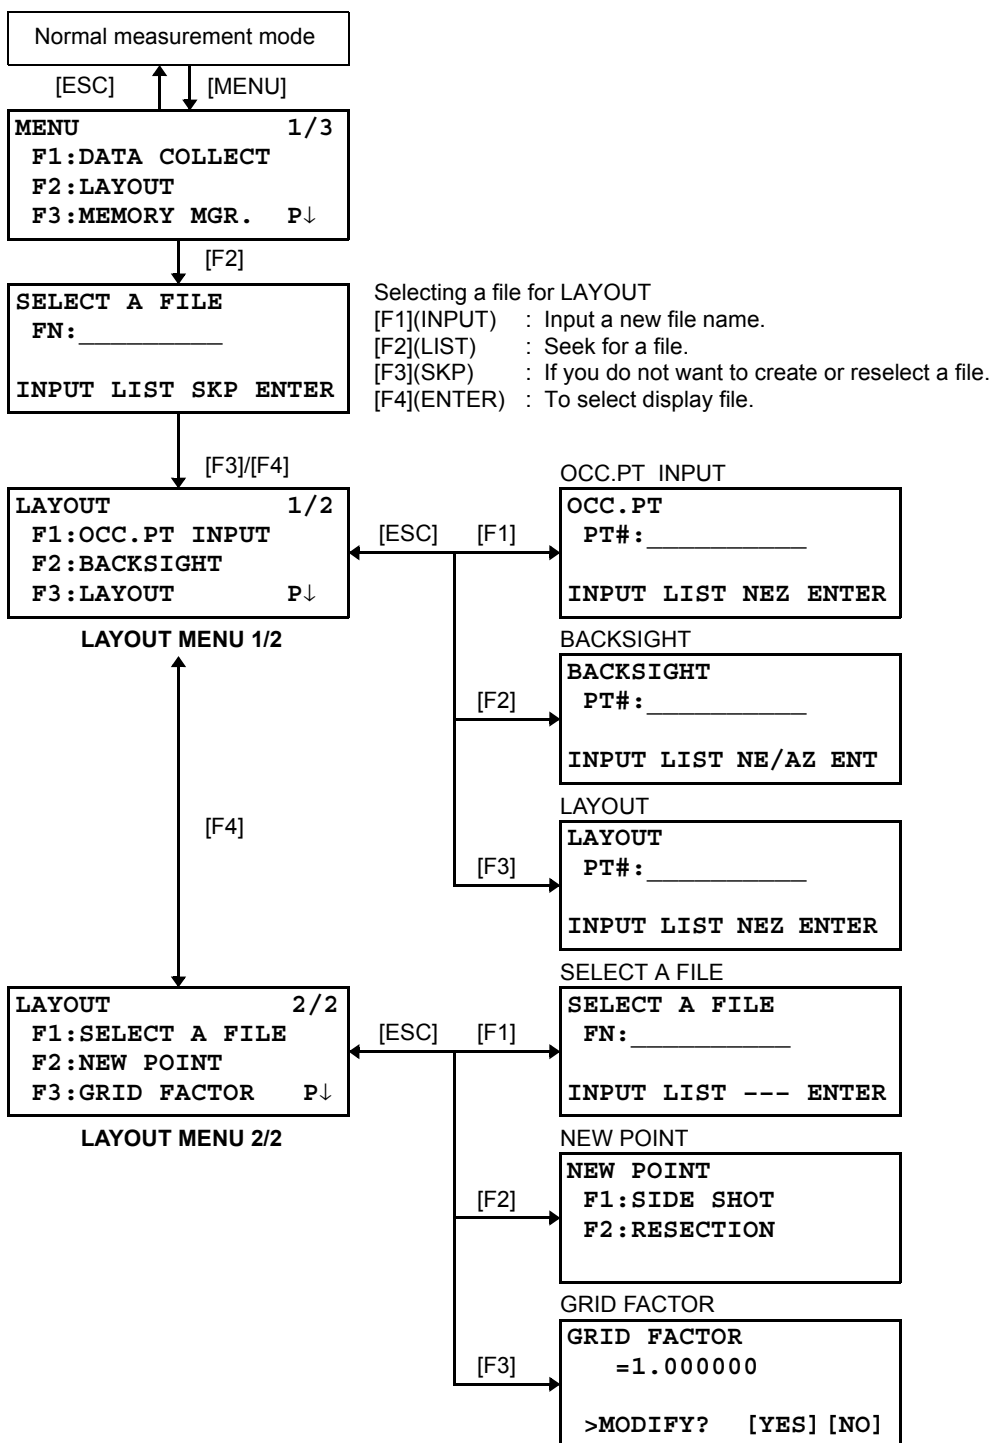 Normal measurement mode
[ESC] [MENU]
MENU 1/3
F1:DATA COLLECT
F2:LAYOUT
F3:MEMORY MGR. P↓
[F2]
SELECT A FILE
FN:_________
INPUT LIST SKP ENTER
Selecting a file for LAYOUT
[F1](INPUT) : Input a new file name.
[F2](LIST) : Seek for a file.
[F3](SKP) : If you do not want to create or reselect a file.
[F4](ENTER) : To select display file.
[F3]/[F4]
LAYOUT 1/2
F1:OCC.PT INPUT
F2:BACKSIGHT
F3:LAYOUT P↓
LAYOUT MENU 1/2
[ESC] [F1]
OCC.PT INPUT
OCC.PT
PT#:__________
INPUT LIST NEZ ENTER
[F2]
BACKSIGHT
BACKSIGHT
PT#:__________
INPUT LIST NE/AZ ENT
[F3]
LAYOUT
LAYOUT
PT#:__________
INPUT LIST NEZ ENTER
[F4]
LAYOUT 2/2
F1:SELECT A FILE
F2:NEW POINT
F3:GRID FACTOR P↓
LAYOUT MENU 2/2
[ESC] [F1]
SELECT A FILE
SELECT A FILE
FN:__________
INPUT LIST --- ENTER
[F2]
NEW POINT
NEW POINT
F1:SIDE SHOT
F2:RESECTION
[F3]
GRID FACTOR
GRID FACTOR
=1.000000
>MODIFY? [YES][NO]